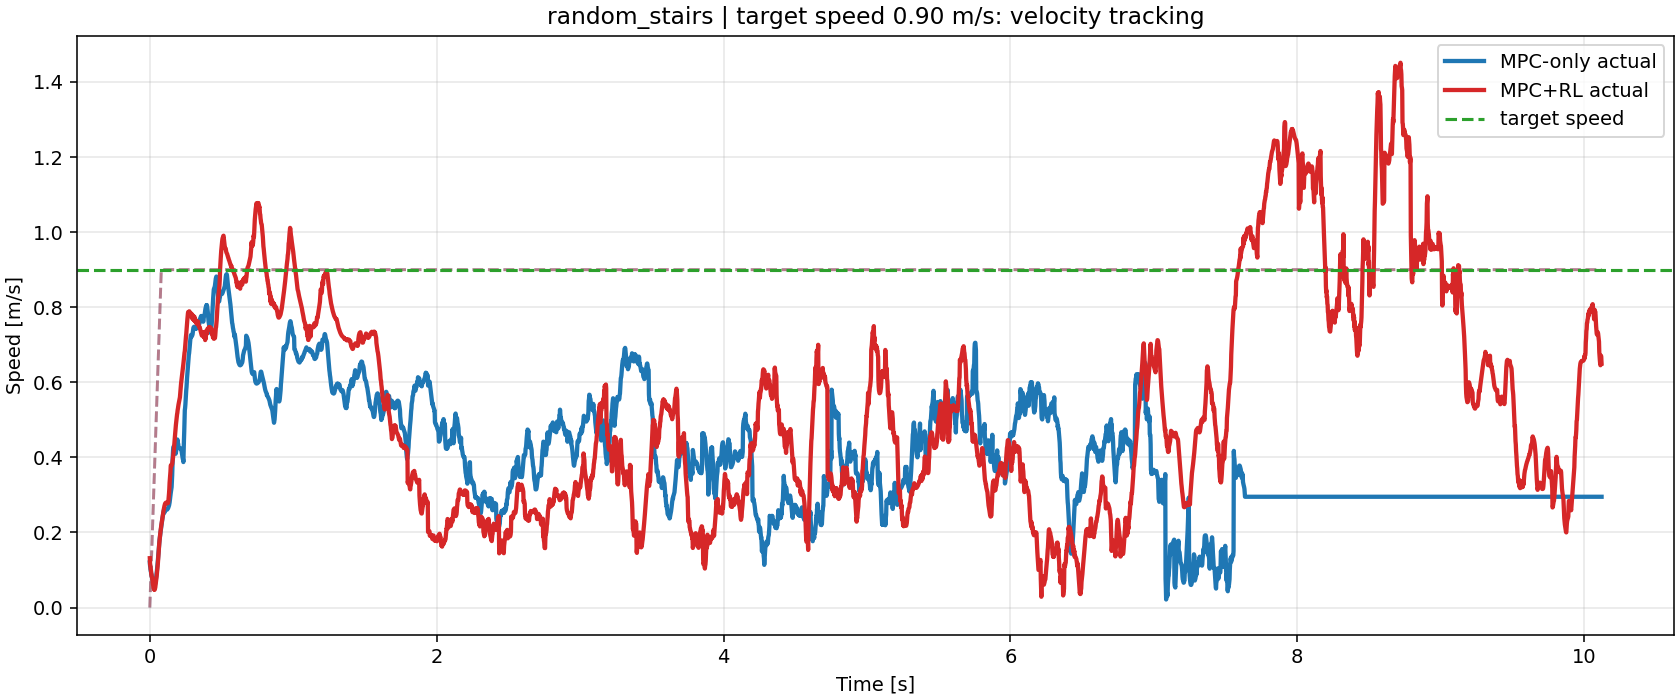 random_stairs | target speed 0.90 m/s: velocity tracking
MPC-only actual
MPC+RL actual
target speed
Speed [m/s]
1.4
1.2
1.0
0.8
0.6
0.4
0.2
0.0
0 2 4 6 8 10
Time [s]